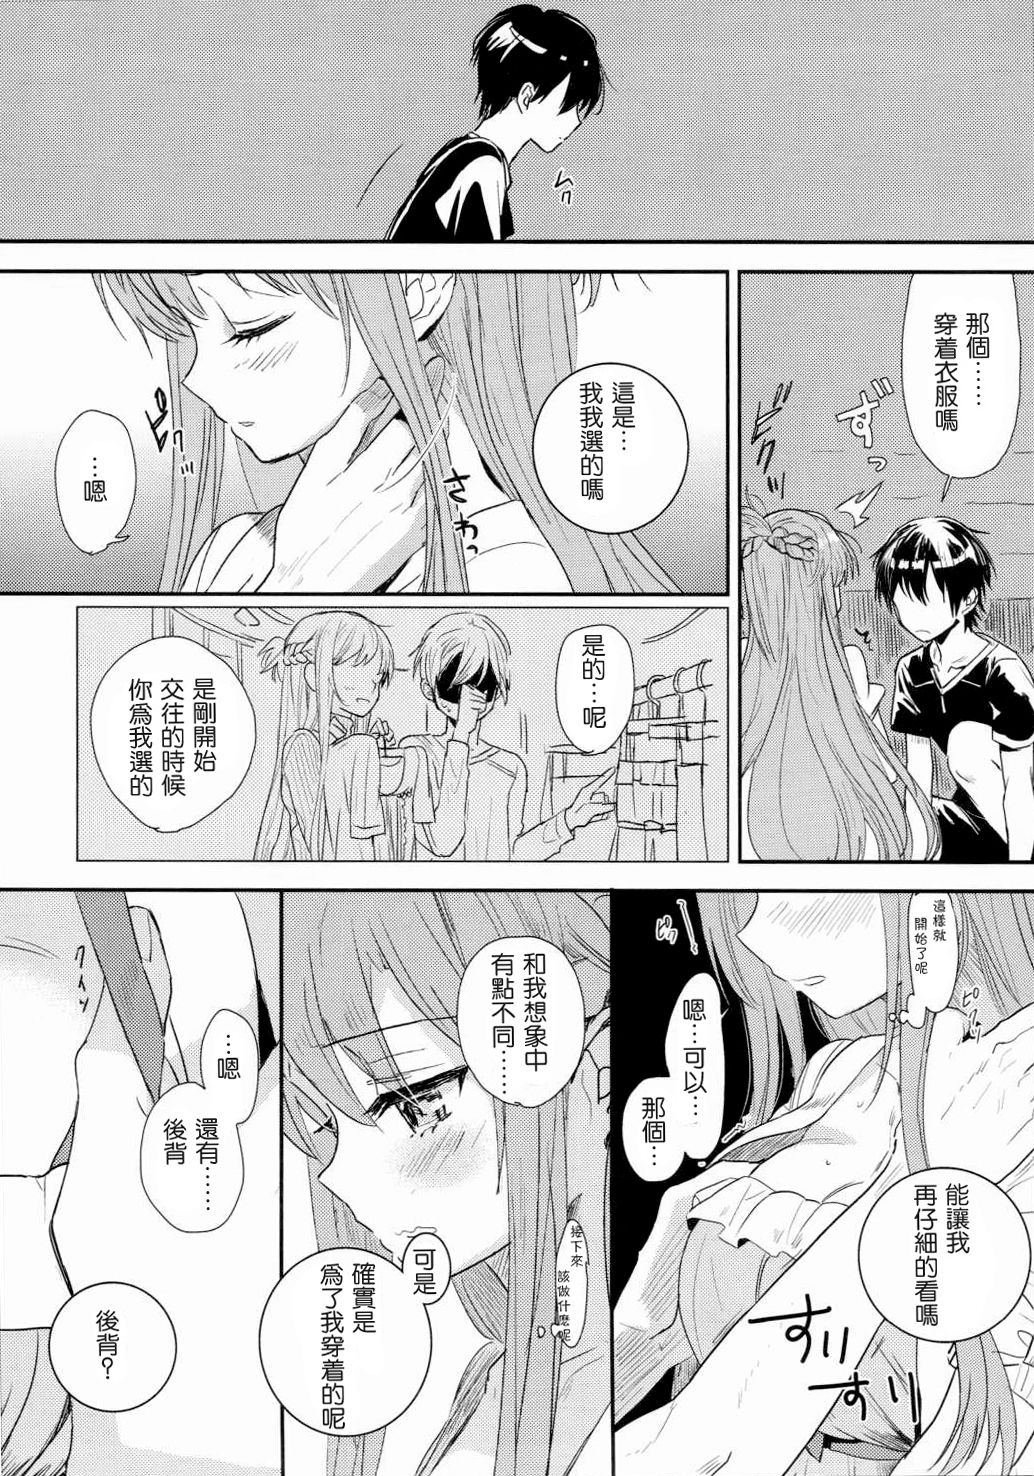 ピク
那個……
穿着衣服嗎
ずいっ
這是…
我我選的嗎
さわっ
ピクッ
…嗯
是的…呢
是剛開始
交往的時候
你爲我選的
這樣就
開始了呢
ピクッ
嗯…可以…
那個…
能讓我
再仔細的看嗎
すり
すり
和我想象中
有點不同……
接下來
該做什麼呢
可是
確實是
爲了我穿着的呢
…嗯
還有……
後背
後背？